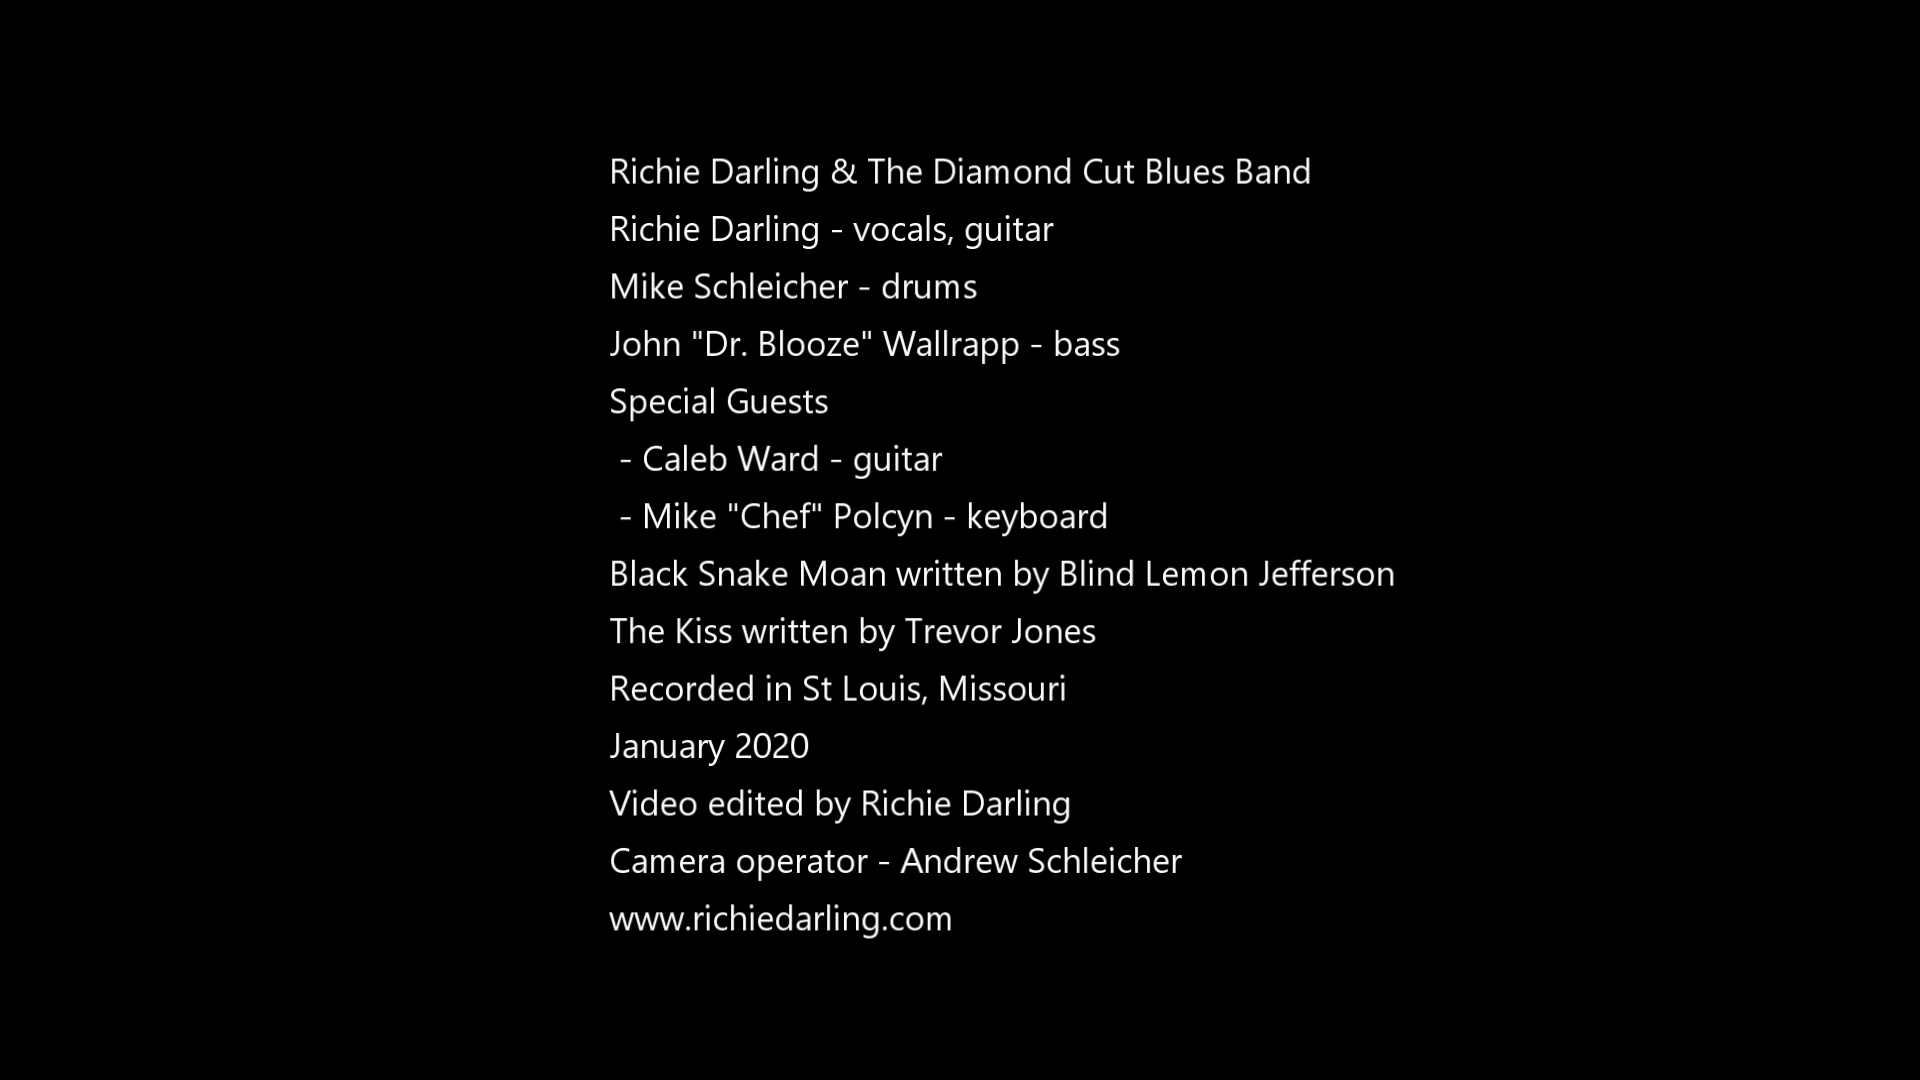 Richie Darling & The Diamond Cut Blues Band
Richie Darling - vocals, guitar
Mike Schleicher - drums
John "Dr. Blooze" Wallrapp - bass
Special Guests
- Caleb Ward - guitar
- Mike "Chef" Polcyn - keyboard
Black Snake Moan written by Blind Lemon Jefferson
The Kiss written by Trevor Jones
Recorded in St Louis, Missouri
January 2020
Video edited by Richie Darling
Camera operator - Andrew Schleicher
www.richiedarling.com